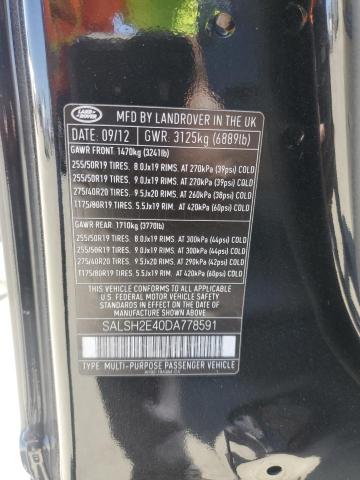 LAND ROVER
MFD BY LANDROVER IN THE UK
DATE: 09/12 GWR: 3125kg (6889lb)
GAWR FRONT: 1470kg (3241lb)
255/50R19 TIRES. 8.0Jx19 RIMS. AT 270kPa (39psi) COLD
255/50R19 TIRES. 9.0Jx19 RIMS. AT 270kPa (39psi) COLD
275/40R20 TIRES. 9.5Jx20 RIMS. AT 260kPa (38psi) COLD
T175/80R19 TIRES. 5.5Jx19 RIM. AT 420kPa (60psi) COLD
GAWR REAR: 1710kg (3770lb)
255/50R19 TIRES. 8.0Jx19 RIMS. AT 300kPa (44psi) COLD
255/50R19 TIRES. 9.0Jx19 RIMS. AT 300kPa (44psi) COLD
275/40R20 TIRES. 9.5Jx20 RIMS. AT 290kPa (42psi) COLD
T175/80R19 TIRES. 5.5Jx19 RIM. AT 420kPa (60psi) COLD
THIS VEHICLE CONFORMS TO ALL APPLICABLE
FEDERAL MOTOR VEHICLE SAFETY STANDARDS
IN EFFECT ON THE DATE OF MANUFACTURE SHOWN ABOVE
SALSH2E40DA778591
TYPE: MULTI-PURPOSE PASSENGER VEHICLE